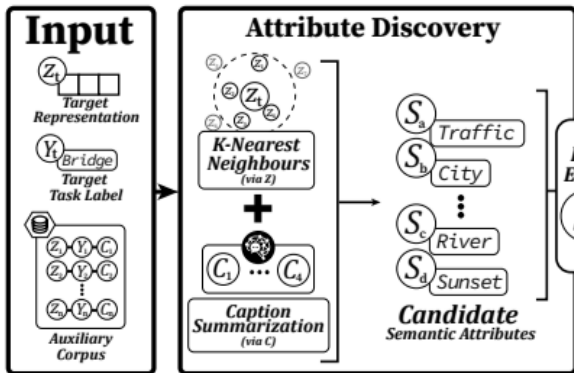 Input
Z_t
Target
Representation
Y_t Bridge
Target
Task Label
Z_1 Y_1 C_1
Z_2 Y_2 C_2
Z_n Y_n C_n
Auxiliary
Corpus
Attribute Discovery
Z_t
K-Nearest
Neighbours
(via Z)
+
C_1 ... C_4
Caption
Summarization
(via C)
S_a Traffic
S_b City
S_c River
S_d Sunset
Candidate
Semantic Attributes